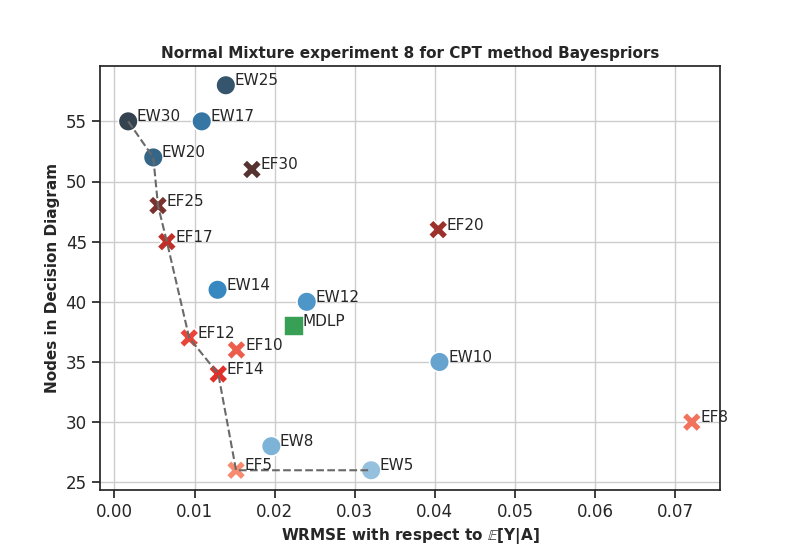 Normal Mixture experiment 8 for CPT method Bayespriors
Nodes in Decision Diagram
55
50
45
40
35
30
25
EW25
EW30
EW17
EW20
EF30
EF25
EF20
EF17
EW14
EW12
MDLP
EF12
EF10
EW10
EF14
EF8
EW8
EF5
EW5
0.00
0.01
0.02
0.03
0.04
0.05
0.06
0.07
WRMSE with respect to 𝔼[Y|A]